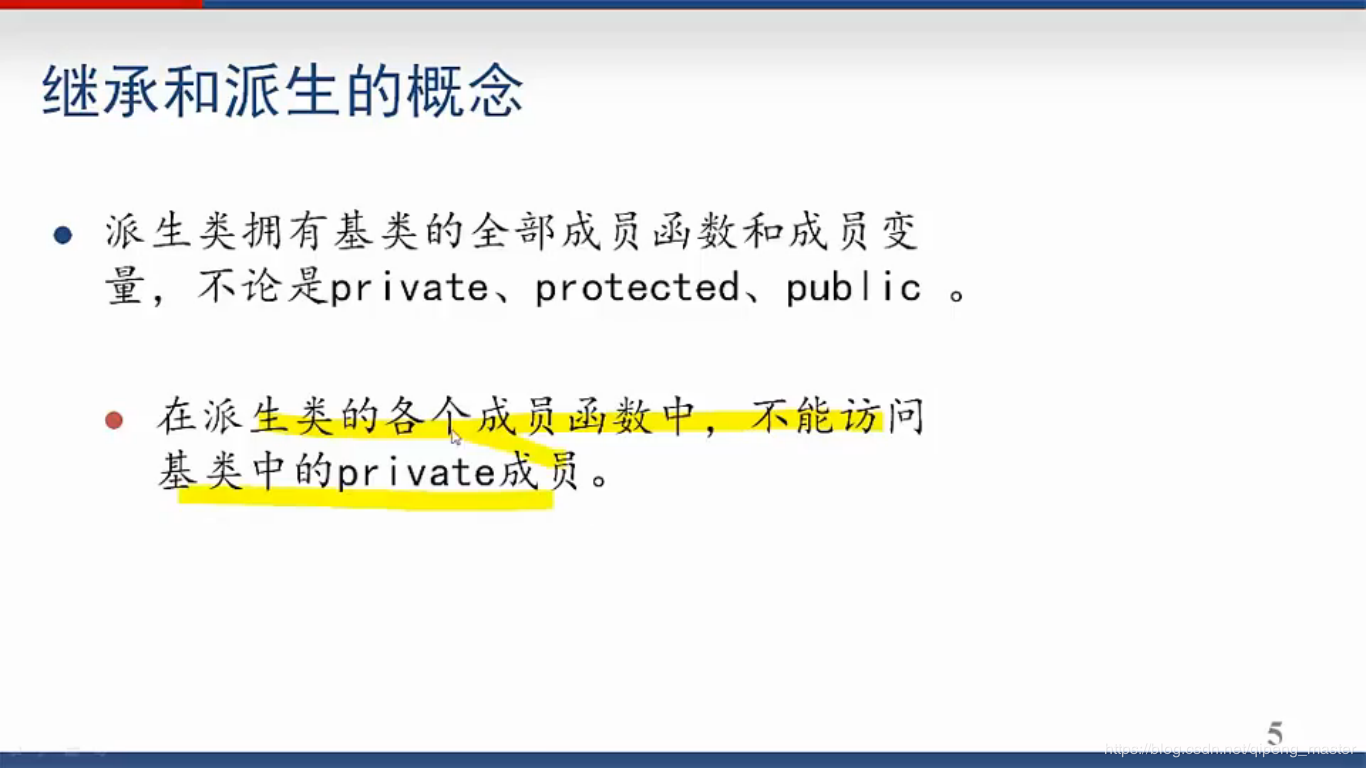 继承和派生的概念
派生类拥有基类的全部成员函数和成员变
量，不论是private、protected、public 。
在派生类的各个成员函数中，不能访问
基类中的private成员。
5
https://blog.csdn.net/qipeng_master